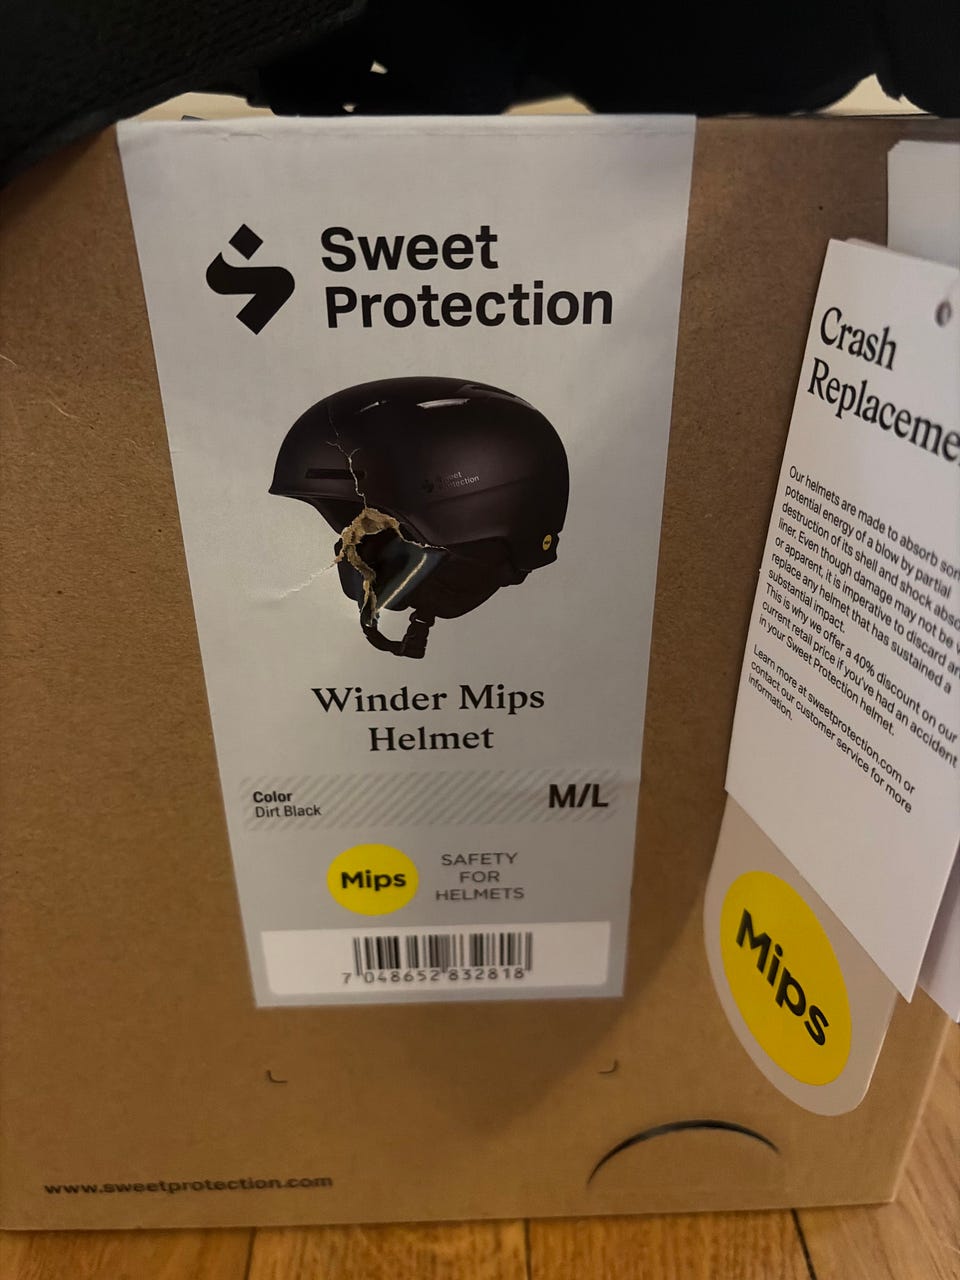 Sweet
Protection
Sweet
Protection
Mips
Winder Mips
Helmet
Color
Dirt Black
M/L
Mips
SAFETY
FOR
HELMETS
7 048652 832818
www.sweetprotection.com
Crash
Our helmets are made to absorb
potential energy of a blow by partial
destruction of its shell and shock
liner. Even though damage may not be
or apparent, it is imperative to discard
replace any helmet that has sustained a
substantial impact.
This is why we offer a 40% discount on our
current retail price if you've had an accident
in your Sweet Protection helmet.
Learn more at sweetprotection.com or
contact our customer service for more
information.
Mips